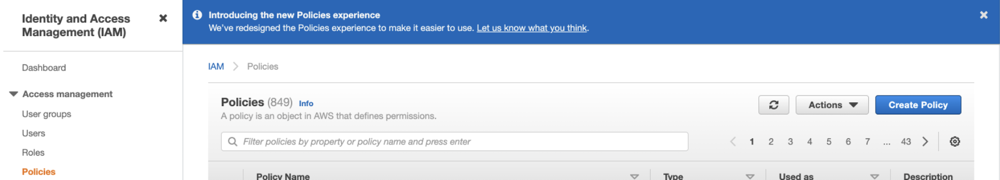 Identity and Access
Management (IAM)
Dashboard
Access management
User groups
Users
Roles
Policies
Introducing the new Policies experience
We've redesigned the Policies experience to make it easier to use. Let us know what you think.
IAM > Policies
Policies (849) Info
A policy is an object in AWS that defines permissions.
Actions
Create Policy
Filter policies by property or policy name and press enter
1 2 3 4 5 6 7 ... 43
Policy Name Type Used as Description